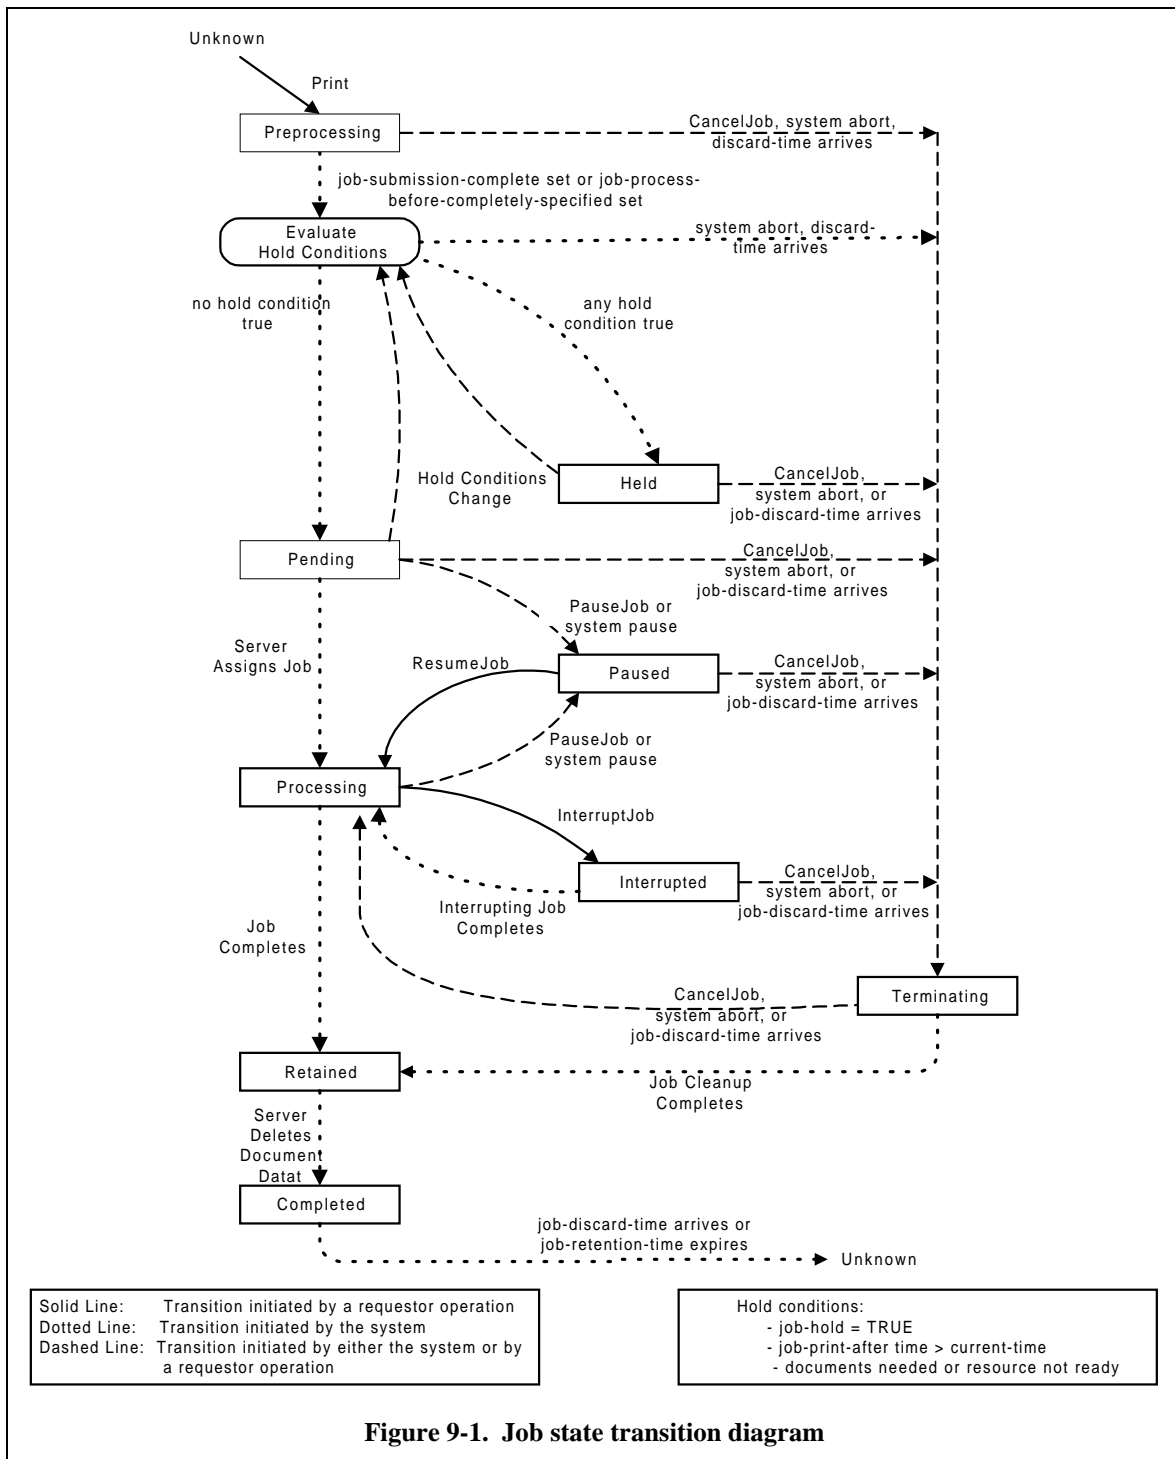 Unknown
Print
Preprocessing
CancelJob, system abort,
discard-time arrives
job-submission-complete set or job-process-
before-completely-specified set
Evaluate
Hold Conditions
system abort, discard-
time arrives
no hold condition
true
any hold
condition true
Hold Conditions
Change
Held
CancelJob,
system abort, or
job-discard-time arrives
Pending
CancelJob,
system abort, or
job-discard-time arrives
PauseJob or
system pause
Server
Assigns Job
ResumeJob
Paused
CancelJob,
system abort, or
job-discard-time arrives
PauseJob or
system pause
Processing
InterruptJob
Interrupted
CancelJob,
system abort, or
job-discard-time arrives
Interrupting Job
Completes
Job
Completes
Terminating
CancelJob,
system abort, or
job-discard-time arrives
Retained
Job Cleanup
Completes
Server
Deletes
Document
Datat
Completed
job-discard-time arrives or
job-retention-time expires
Unknown
Solid Line: Transition initiated by a requestor operation
Dotted Line: Transition initiated by the system
Dashed Line: Transition initiated by either the system or by
a requestor operation
Hold conditions:
- job-hold = TRUE
- job-print-after time > current-time
- documents needed or resource not ready
Figure 9-1. Job state transition diagram